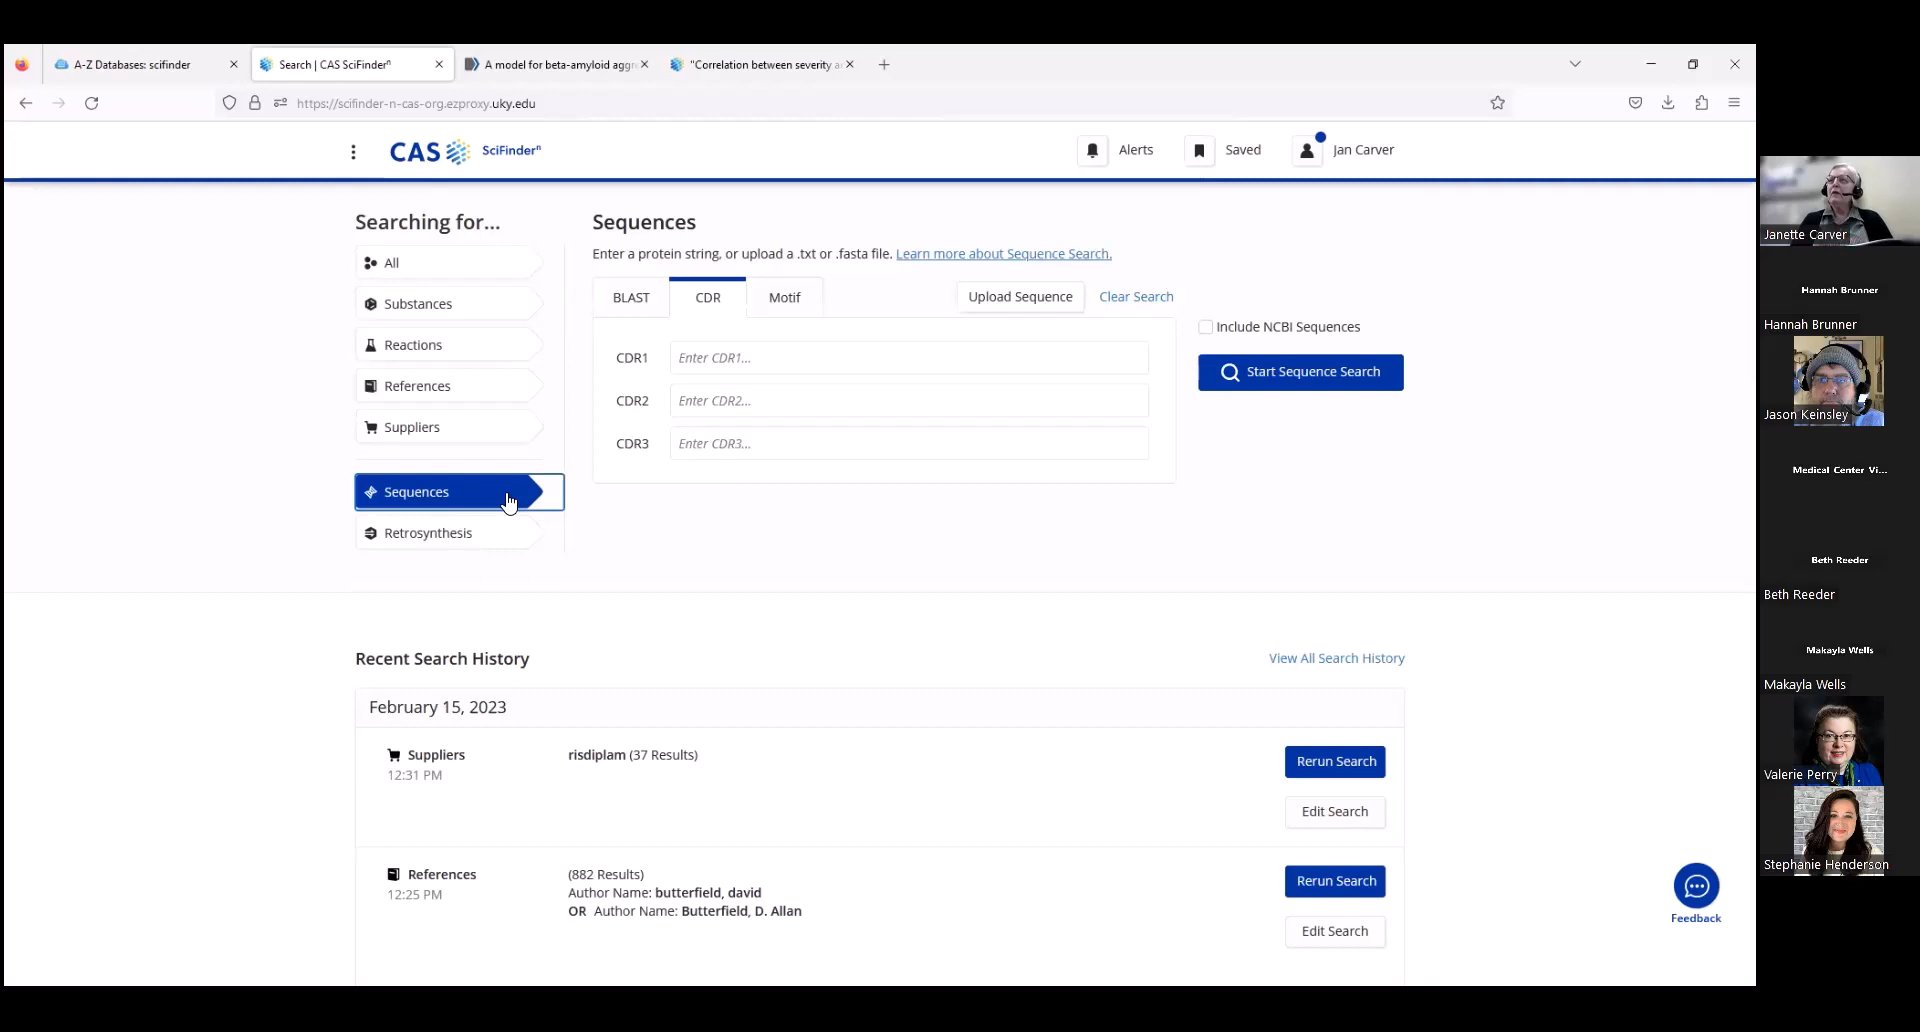 A-Z Databases: scifinder
Search | CAS SciFinderⁿ
A model for beta-amyloid aggr
"Correlation between severity a
https://scifinder-n-cas-org.ezproxy.uky.edu
CAS SciFinderⁿ
Alerts
Saved
Jan Carver
Searching for...
All
Substances
Reactions
References
Suppliers
Sequences
Retrosynthesis
Sequences
Enter a protein string, or upload a .txt or .fasta file. Learn more about Sequence Search.
BLAST
CDR
Motif
Upload Sequence
Clear Search
CDR1
Enter CDR1...
CDR2
Enter CDR2...
CDR3
Enter CDR3...
Include NCBI Sequences
Start Sequence Search
Recent Search History
View All Search History
February 15, 2023
Suppliers
12:31 PM
risdiplam (37 Results)
Rerun Search
Edit Search
References
12:25 PM
(882 Results)
Author Name: butterfield, david
OR Author Name: Butterfield, D. Allan
Rerun Search
Edit Search
Feedback
Janette Carver
Hannah Brunner
Hannah Brunner
Jason Keinsley
Medical Center Vi...
Beth Reeder
Beth Reeder
Makayla Wells
Makayla Wells
Valerie Perry
Stephanie Henderson